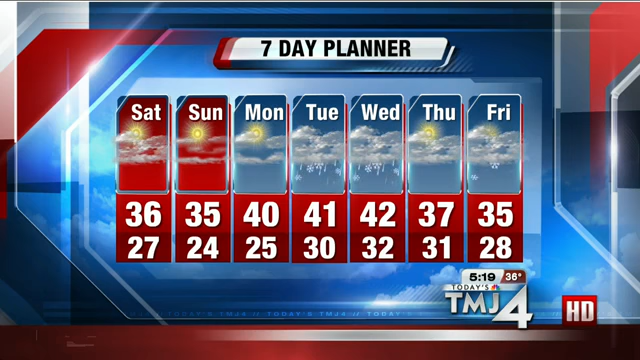 7 DAY PLANNER
Sat Sun Mon Tue Wed Thu Fri
36 35 40 41 42 37 35
27 24 25 30 32 31 28
5:19 36°
TODAY'S
TMJ4
HD